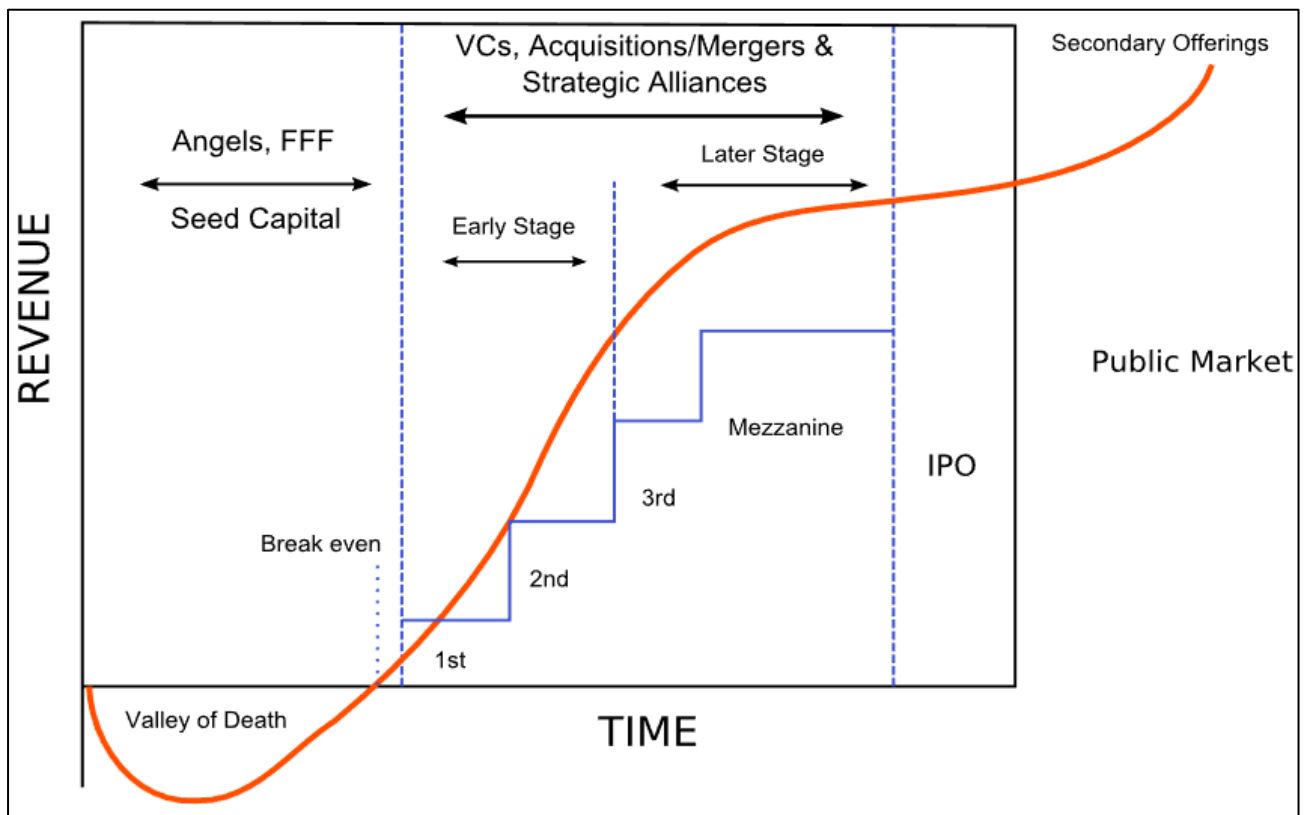 VCs, Acquisitions/Mergers &
Strategic Alliances
Secondary Offerings
Angels, FFF
Seed Capital
Later Stage
Early Stage
REVENUE
Public Market
Mezzanine
IPO
3rd
Break even
2nd
1st
Valley of Death
TIME